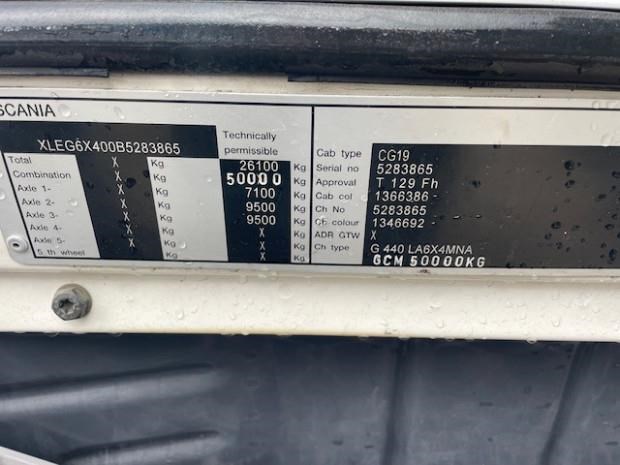 SCANIA
XLEG6X400B5283865
Technically
permissible
Total X Kg 26100 Kg
Combination X Kg 50000 Kg
Axle 1- X Kg 7100 Kg
Axle 2- X Kg 9500 Kg
Axle 3- X Kg 9500 Kg
Axle 4- X Kg X Kg
Axle 5- X Kg X Kg
5 th wheel Kg X Kg
Cab type CG19
Serial no 5283865
Approval T 129 Fh
Cab col 1366386
Ch No 5283865
CF colour 1346692
ADR GTW X
Ch type G 440 LA6X4MNA
GCM 50000KG